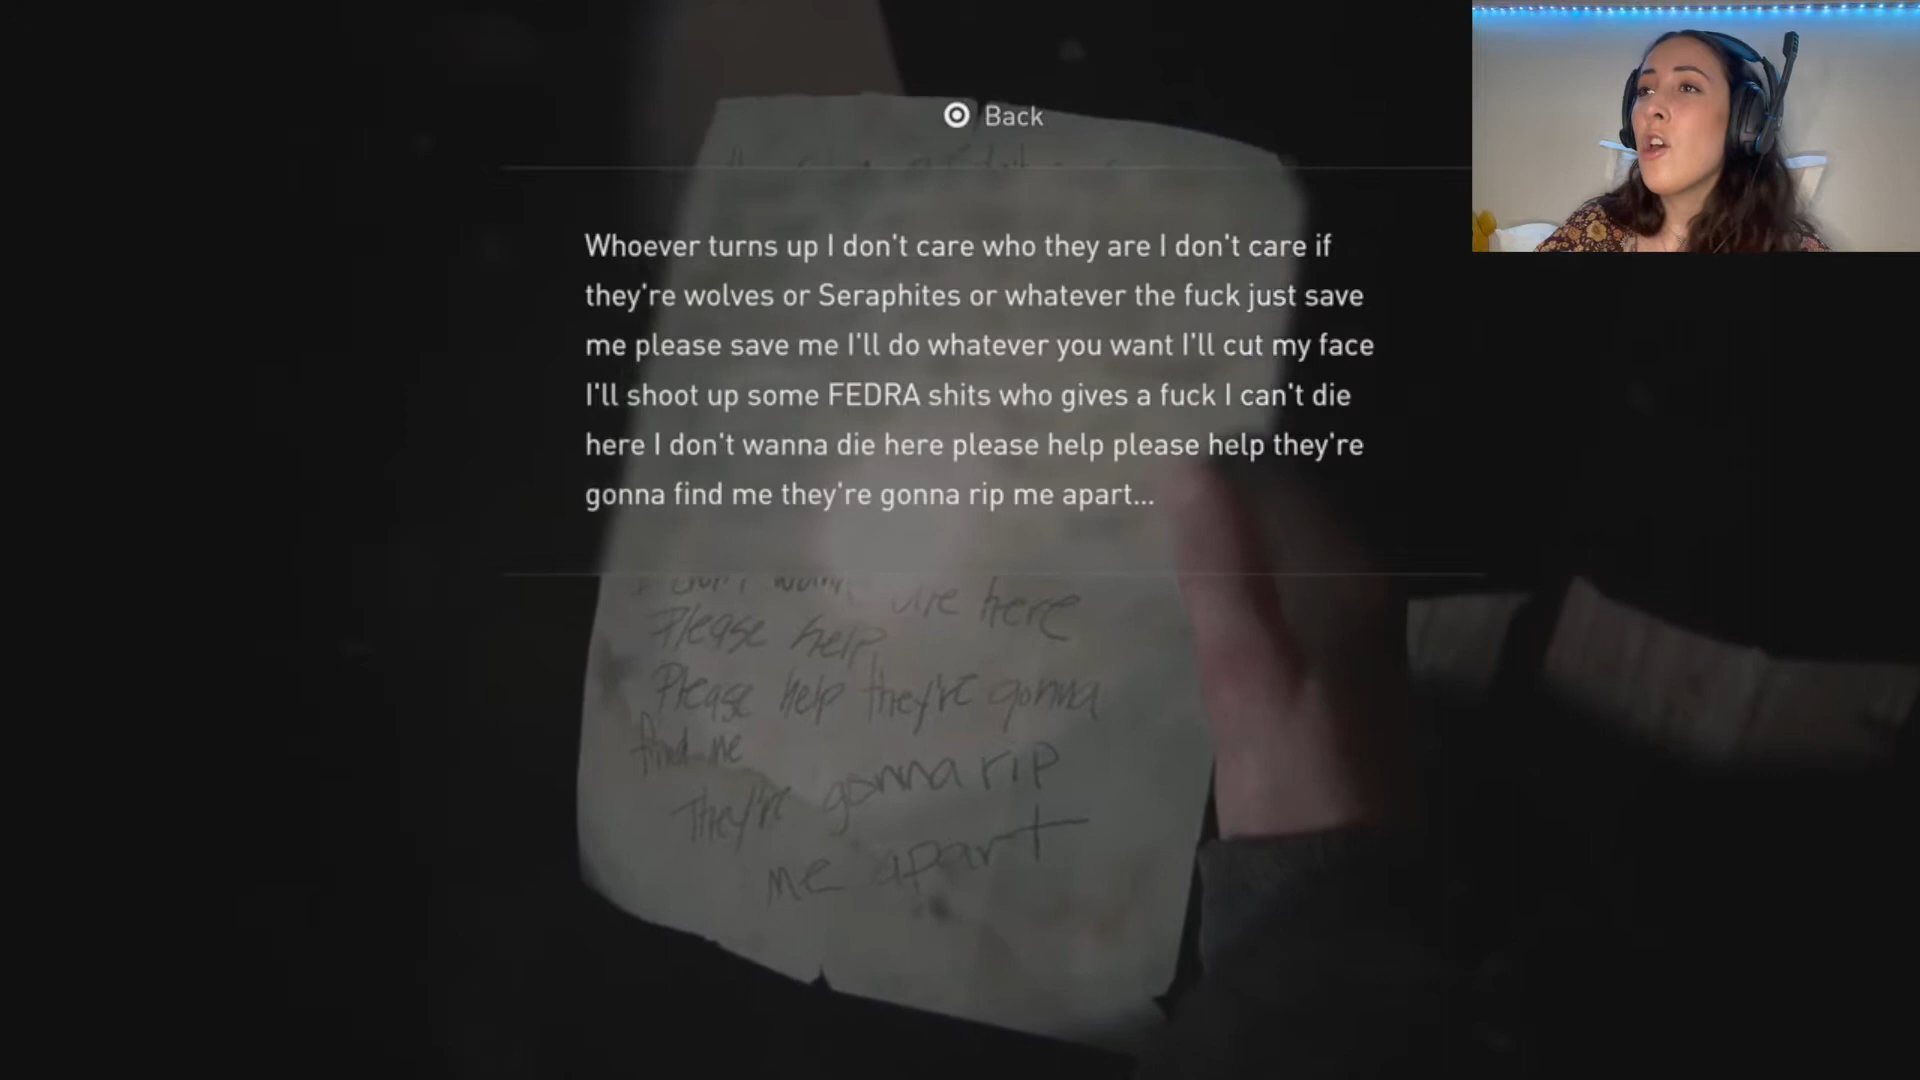 Back
Whoever turns up I don't care who they are I don't care if
they're wolves or Seraphites or whatever the fuck just save
me please save me I'll do whatever you want I'll cut my face
I'll shoot up some FEDRA shits who gives a fuck I can't die
here I don't wanna die here please help please help they're
gonna find me they're gonna rip me apart...
die here
Please help
Please help they're gonna
find me
They're gonna rip
me apart